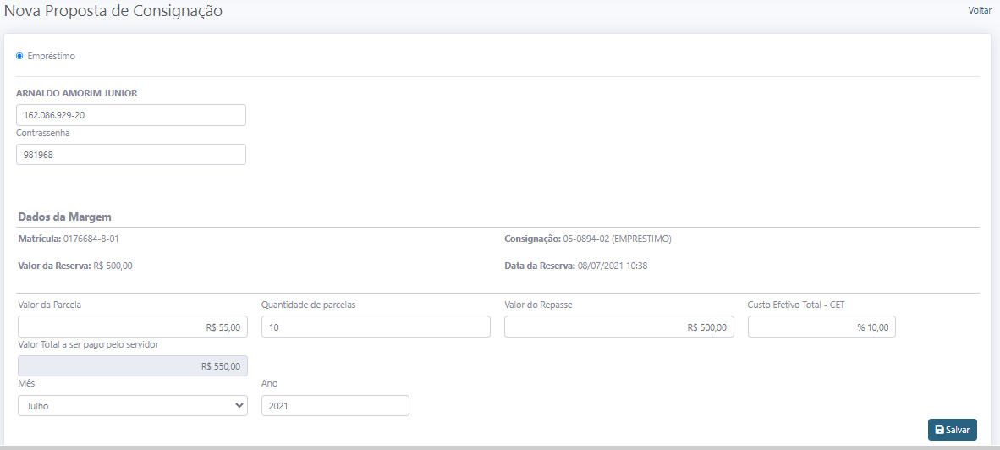 Nova Proposta de Consignação
Voltar
Empréstimo
ARNALDO AMORIM JUNIOR
162.086.929-20
Contrassenha
981968
Dados da Margem
Matrícula: 0176684-8-01
Consignação: 05-0894-02 (EMPRESTIMO)
Valor da Reserva: R$ 500,00
Data da Reserva: 08/07/2021 10:38
Valor da Parcela
Quantidade de parcelas
Valor do Repasse
Custo Efetivo Total - CET
R$ 55,00
10
R$ 500,00
% 10,00
Valor Total a ser pago pelo servidor
R$ 550,00
Mês
Ano
Julho
2021
Salvar